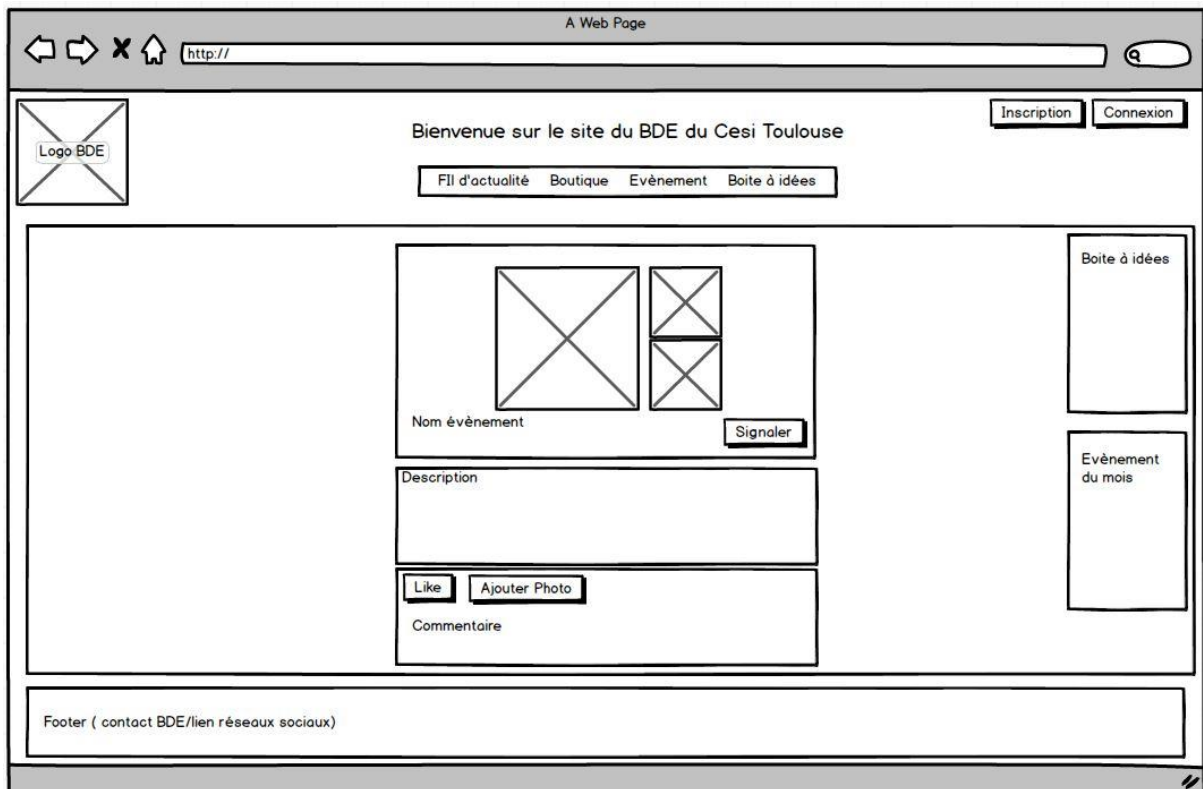 A Web Page
http://
Inscription
Connexion
Logo BDE
Bienvenue sur le site du BDE du Cesi Toulouse
FIl d'actualité Boutique Evènement Boite à idées
Boite à idées
Nom évènement
Signaler
Evènement
du mois
Description
Like
Ajouter Photo
Commentaire
Footer ( contact BDE/lien réseaux sociaux)